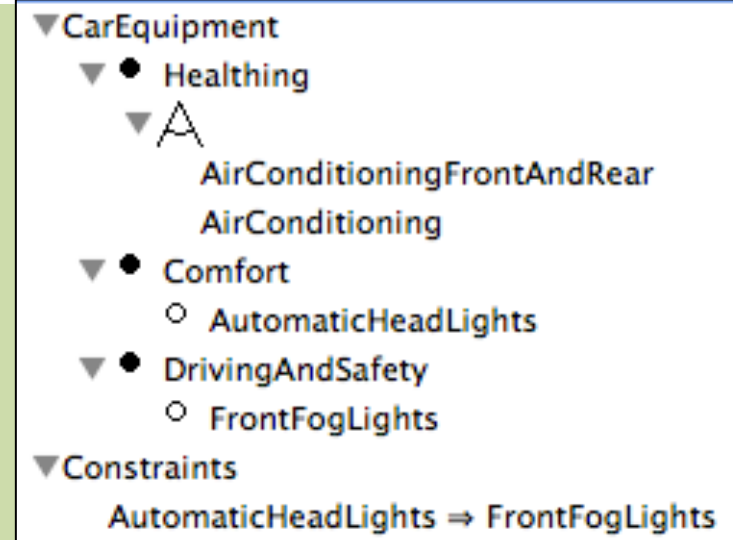 CarEquipment
Healthing
AirConditioningFrontAndRear
AirConditioning
Comfort
AutomaticHeadLights
DrivingAndSafety
FrontFogLights
Constraints
AutomaticHeadLights ⇒ FrontFogLights